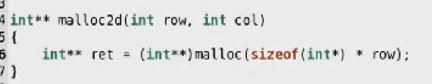 4 int** malloc2d(int row, int col)
5 {
6     int** ret = (int**)malloc(sizeof(int*) * row);
7 }